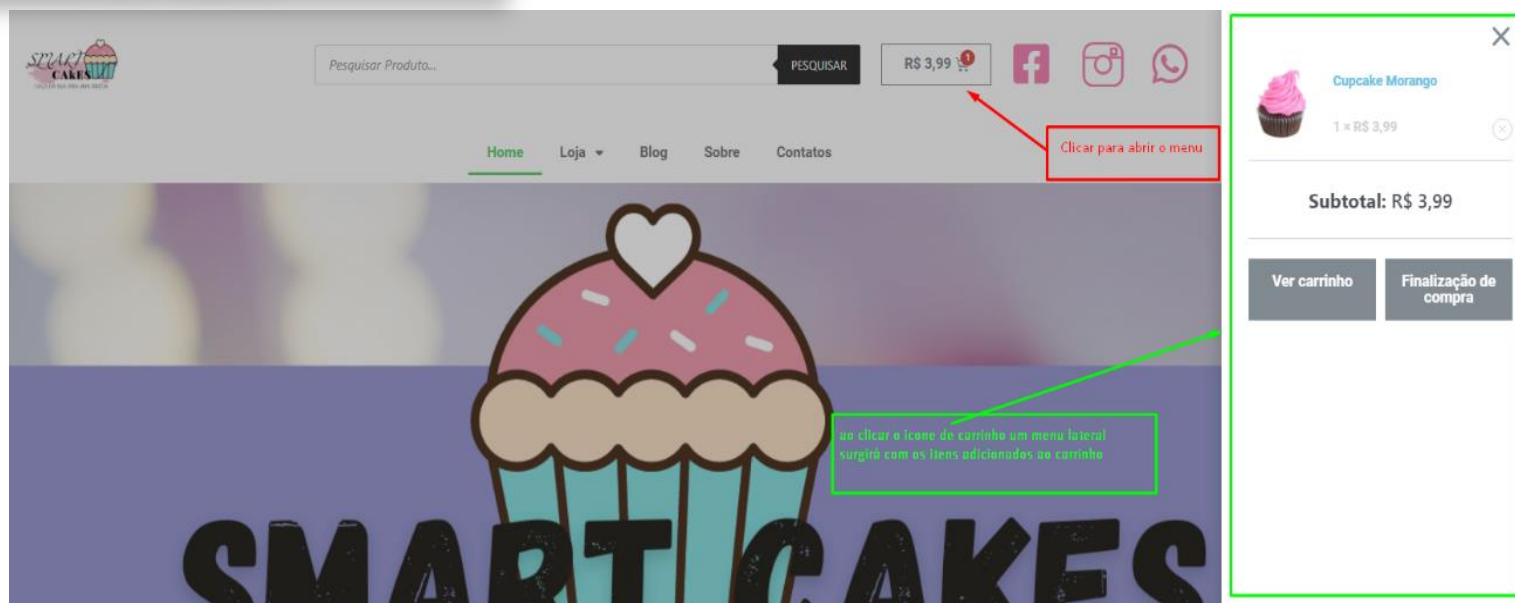 SMART
CAKES
Pesquisar Produto...
PESQUISAR
R$ 3,99
1
Clicar para abrir o menu
Home
Loja
Blog
Sobre
Contatos
Cupcake Morango
1 × R$ 3,99
Subtotal: R$ 3,99
Ver carrinho
Finalização de
compra
ao clicar o icone de carrinho um menu lateral
surgirá com os itens adicionados ao carrinho
SMART CAKES